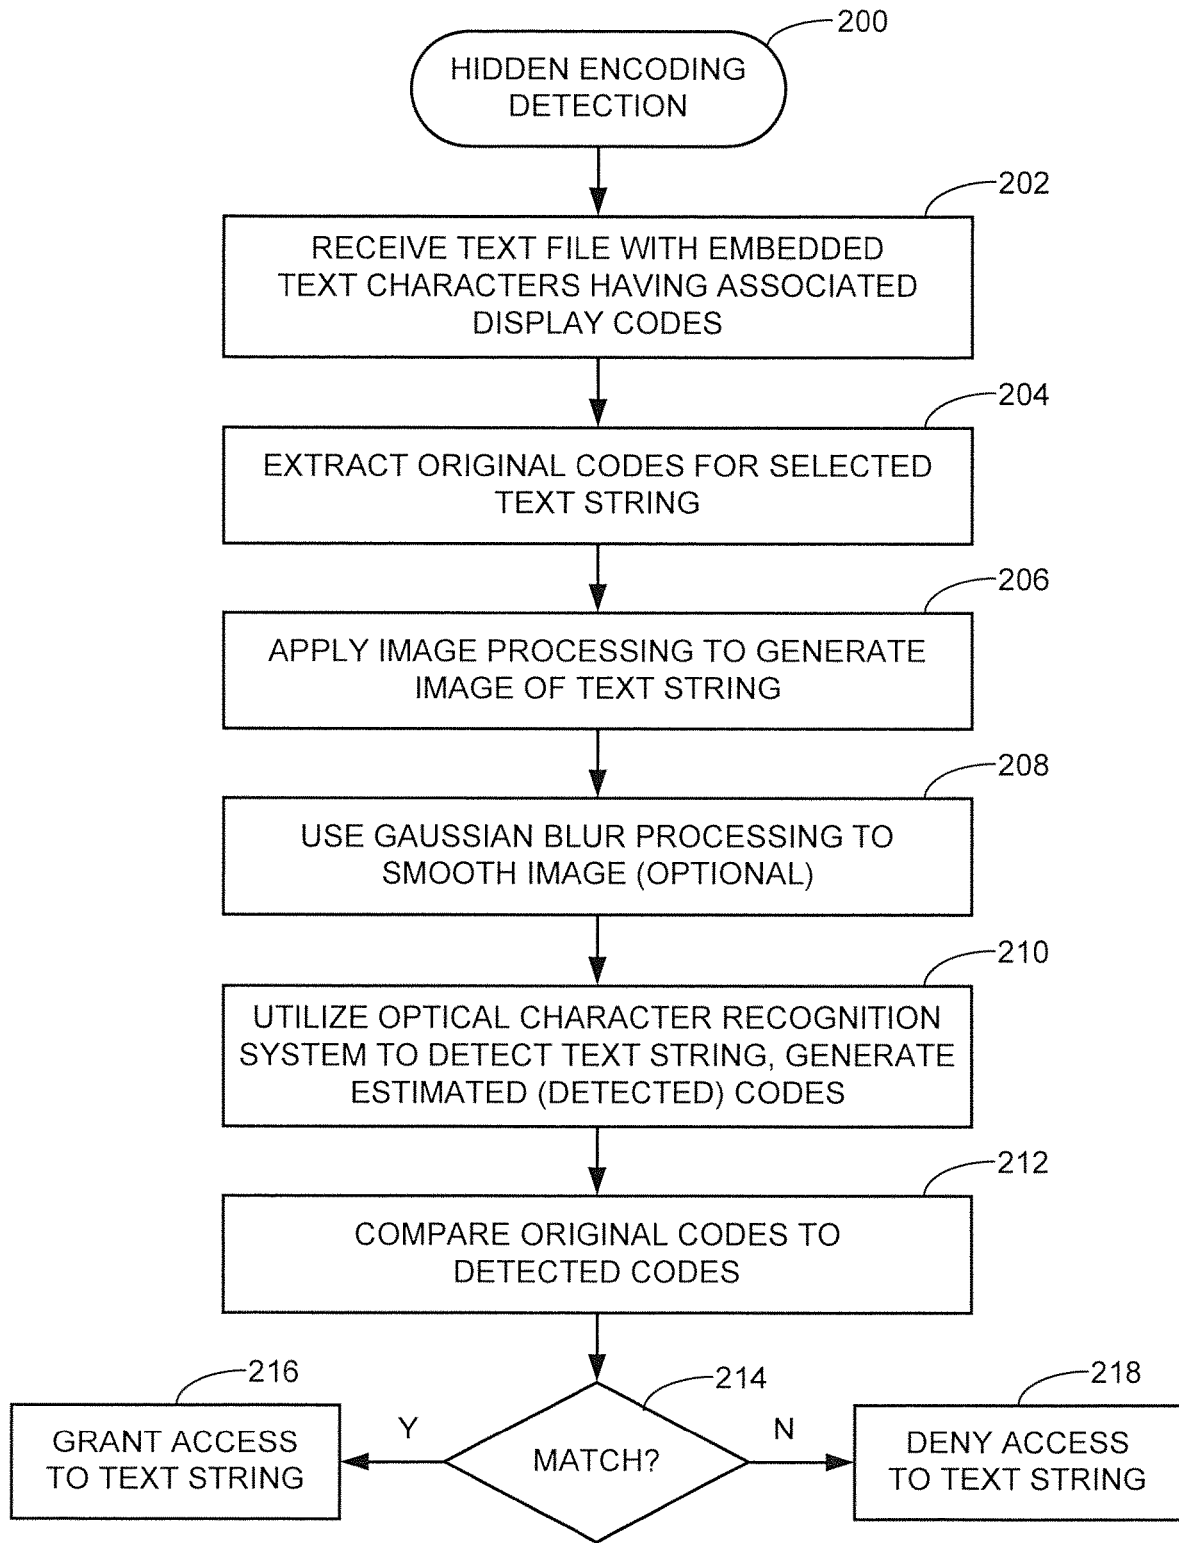 200
HIDDEN ENCODING
DETECTION
202
RECEIVE TEXT FILE WITH EMBEDDED
TEXT CHARACTERS HAVING ASSOCIATED
DISPLAY CODES
204
EXTRACT ORIGINAL CODES FOR SELECTED
TEXT STRING
206
APPLY IMAGE PROCESSING TO GENERATE
IMAGE OF TEXT STRING
208
USE GAUSSIAN BLUR PROCESSING TO
SMOOTH IMAGE (OPTIONAL)
210
UTILIZE OPTICAL CHARACTER RECOGNITION
SYSTEM TO DETECT TEXT STRING, GENERATE
ESTIMATED (DETECTED) CODES
212
COMPARE ORIGINAL CODES TO
DETECTED CODES
216
214
218
GRANT ACCESS
TO TEXT STRING
Y
MATCH?
N
DENY ACCESS
TO TEXT STRING